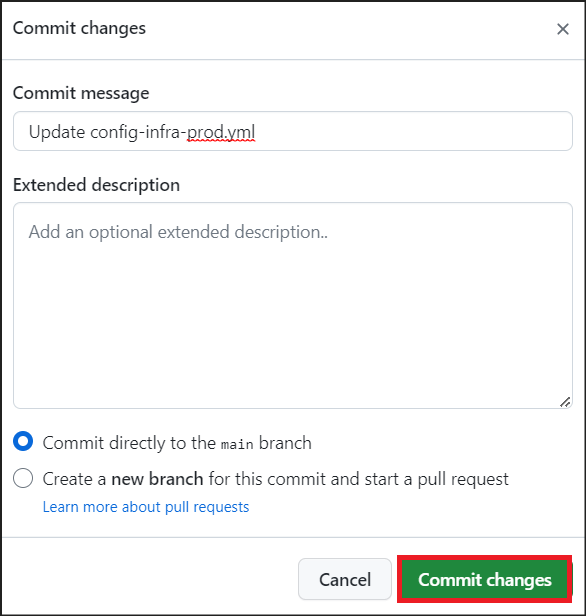 Commit changes
Commit message
Update config-infra-prod.yml
Extended description
Add an optional extended description..
Commit directly to the main branch
Create a new branch for this commit and start a pull request
Learn more about pull requests
Cancel
Commit changes